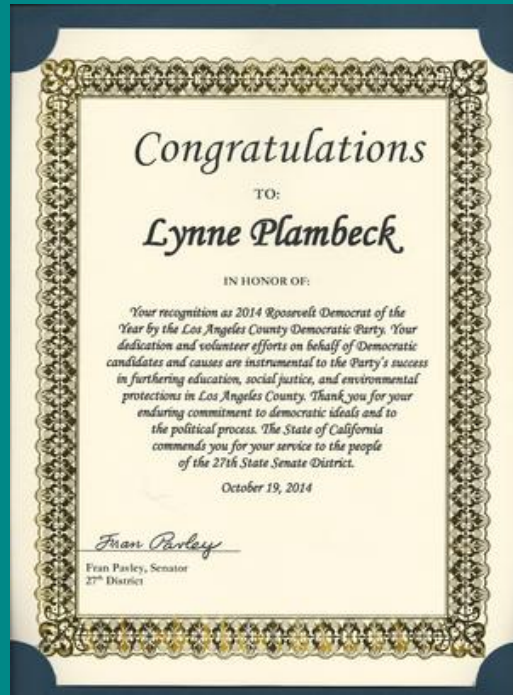 Congratulations
TO:
Lynne Plambeck
IN HONOR OF:
Your recognition as 2014 Roosevelt Democrat of the
Year by the Los Angeles County Democratic Party. Your
dedication and volunteer efforts on behalf of Democratic
candidates and causes are instrumental to the Party's success
in furthering education, social justice, and environmental
protections in Los Angeles County. Thank you for your
enduring commitment to democratic ideals and to
the political process. The State of California
commends you for your service to the people
of the 27th State Senate District.
October 19, 2014
Fran Pavley
Fran Pavley, Senator
27th District